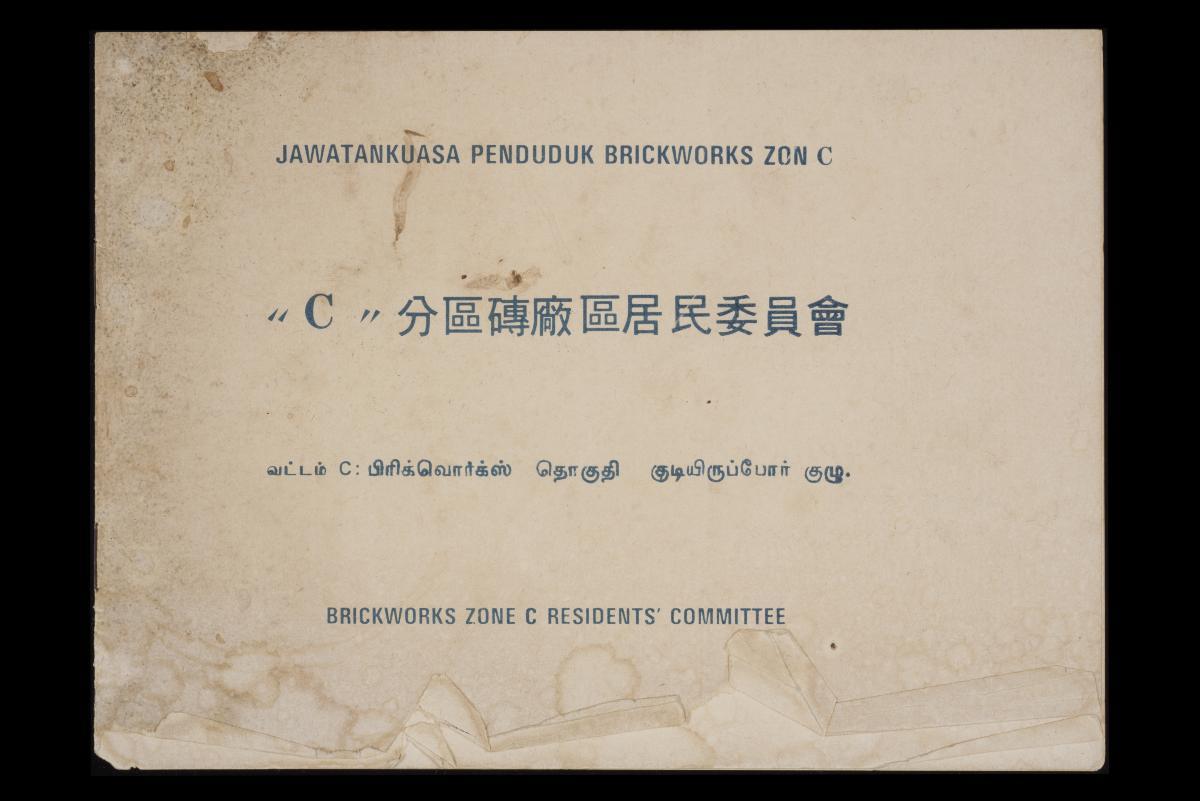 JAWATANKUASA PENDUDUK BRICKWORKS ZON C
"C" 分區磚廠區居民委員會
வட்டம் C: பிரிக்வொர்க்ஸ் தொகுதி குடியிருப்போர் குழு.
BRICKWORKS ZONE C RESIDENTS' COMMITTEE